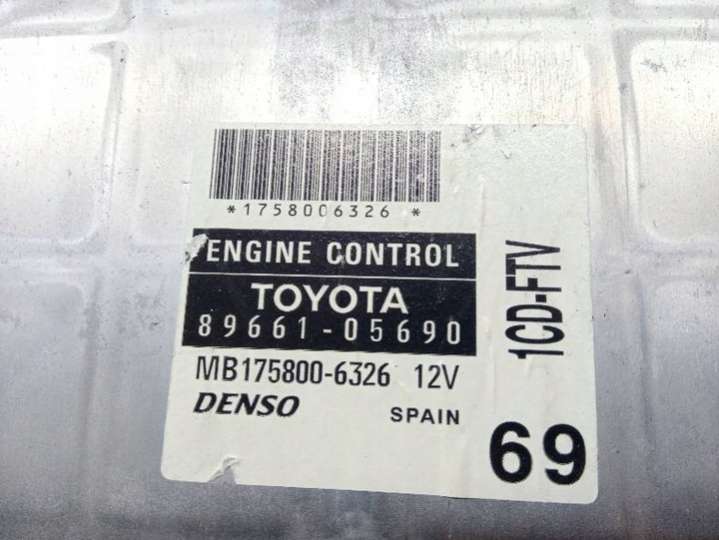 *1758006326*
ENGINE CONTROL
TOYOTA
89661-05690
MB175800-6326 12V
DENSO SPAIN
1CD-FTV
69